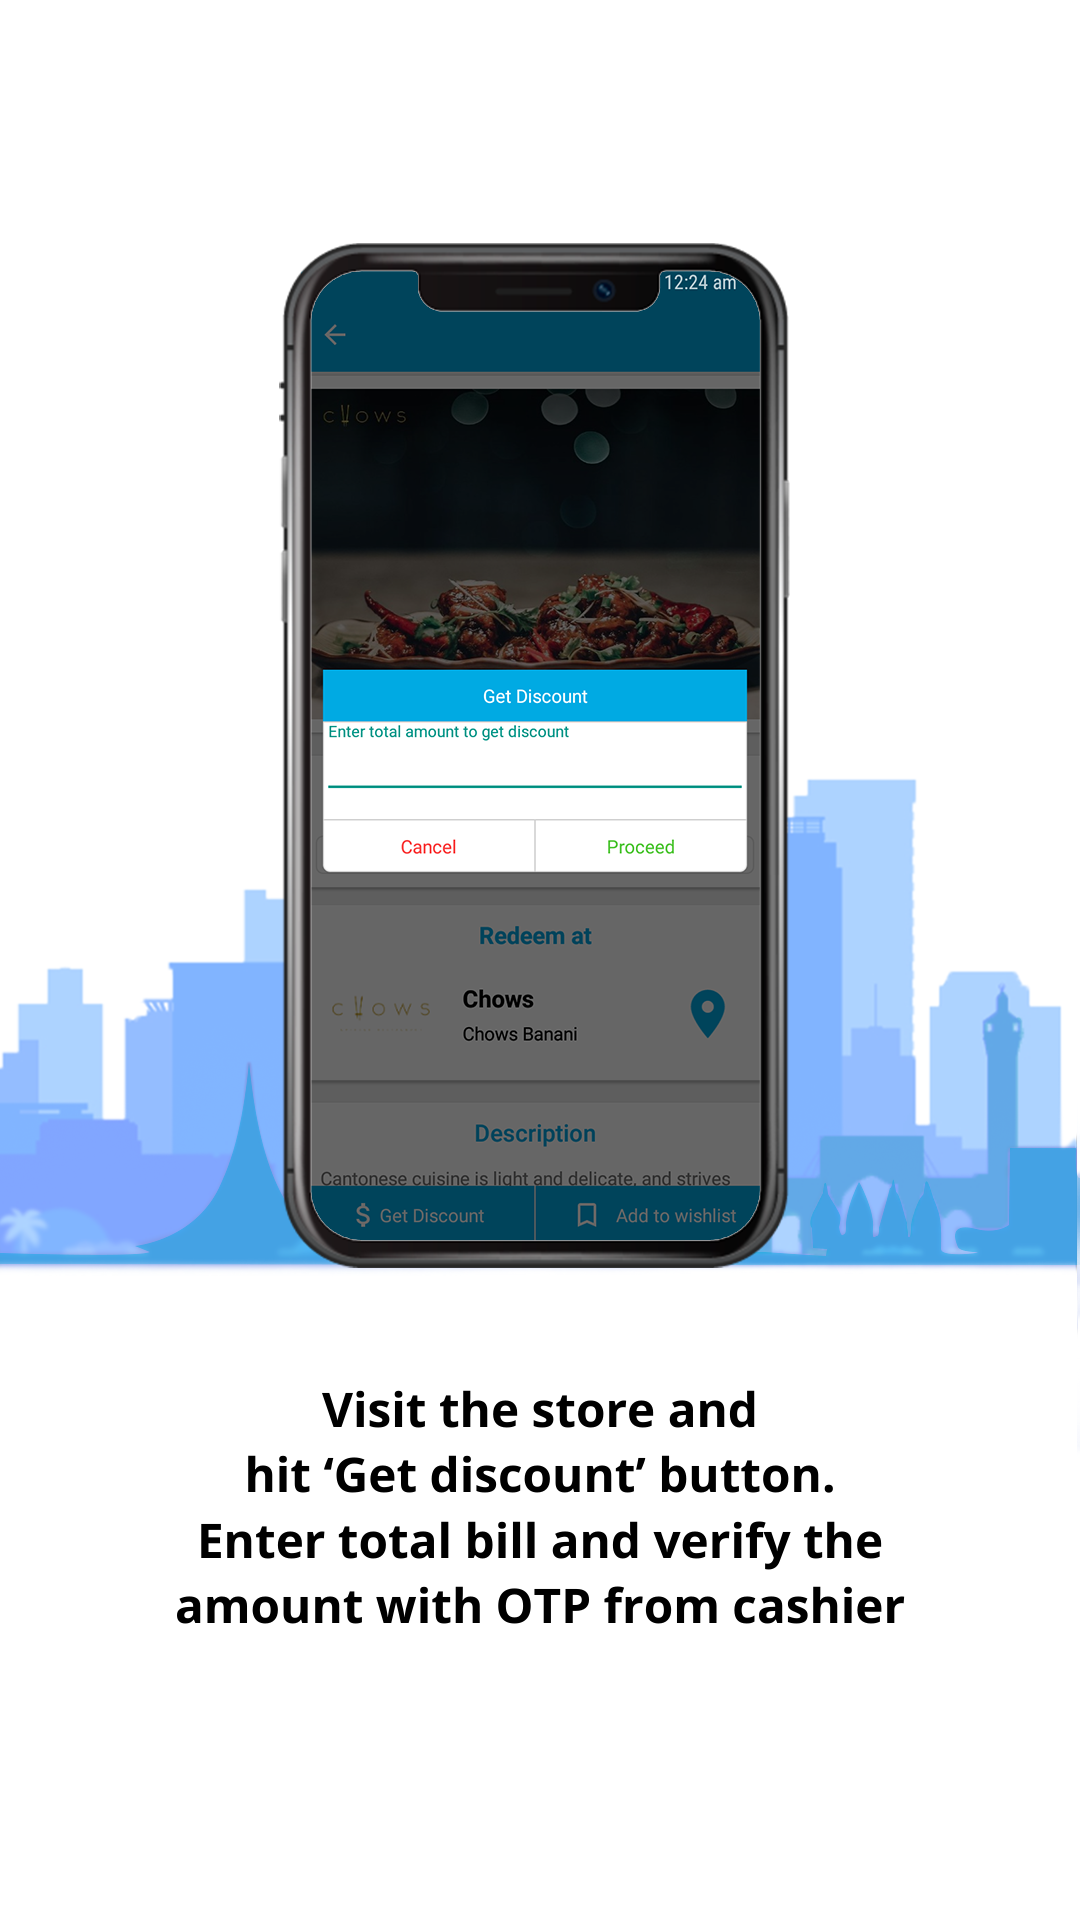 12:24 am
CHOWS
Get Discount
Enter total amount to get discount
Cancel
Proceed
Redeem at
CHOWS
Chows
Chows Banani
Description
Cantonese cuisine is light and delicate, and strives
$ Get Discount
Add to wishlist
Visit the store and
hit ‘Get discount’ button.
Enter total bill and verify the
amount with OTP from cashier